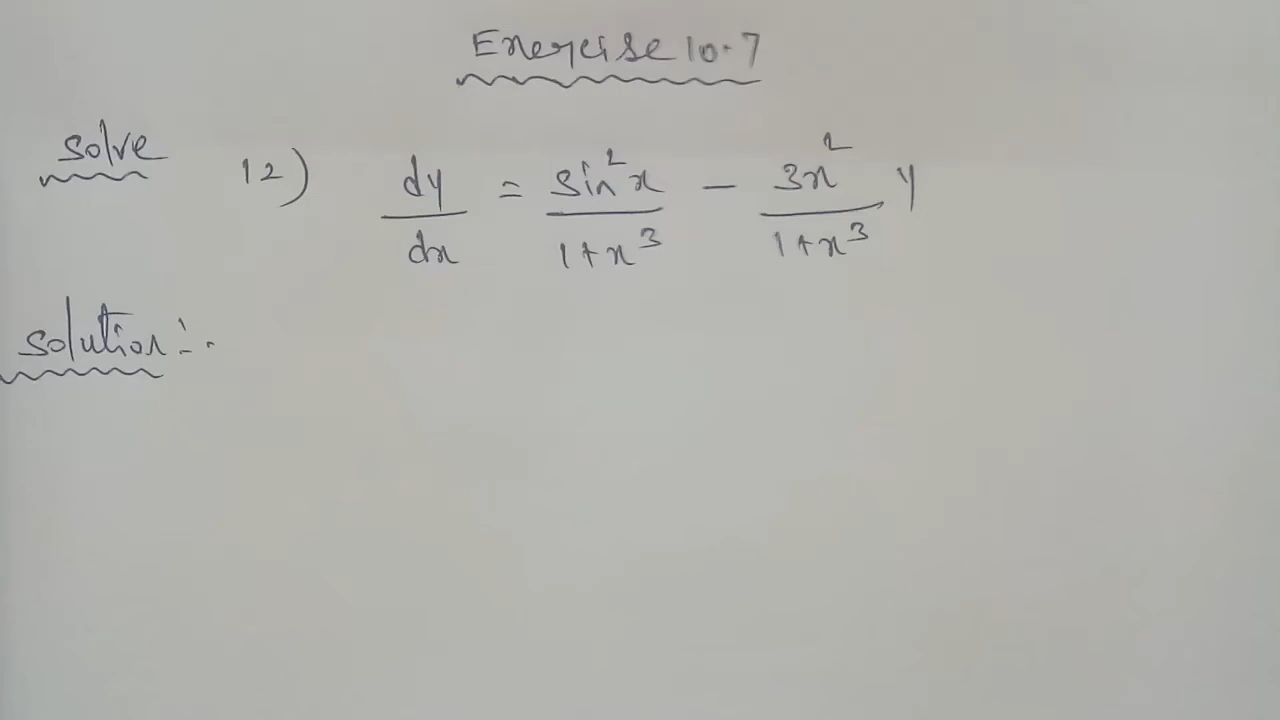 Exercise 10.7
solve 12) dy/dx = sin²x/1+x³ - 3x²/1+x³ y
solution:-